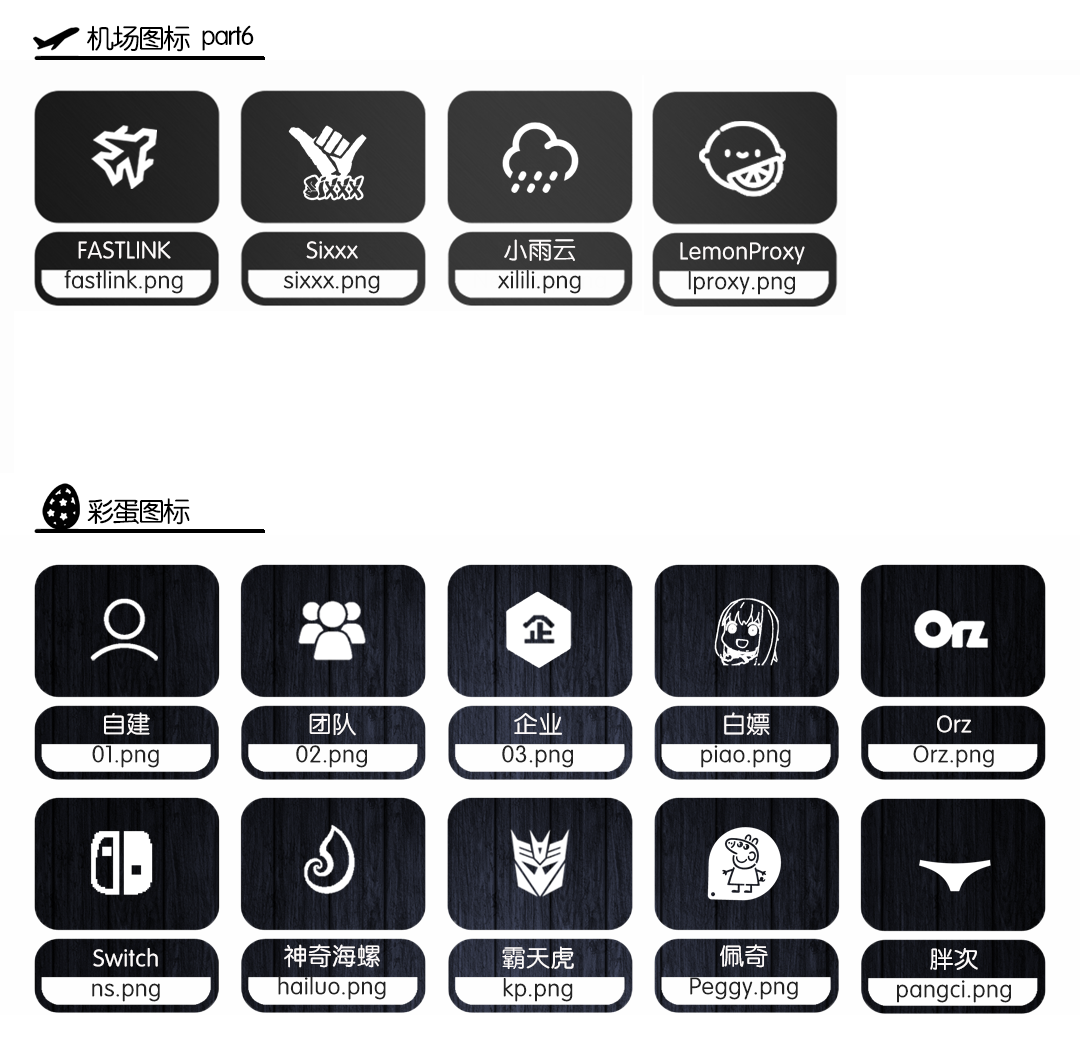 机场图标 part6
SIXXX
FASTLINK
fastlink.png
Sixxx
sixxx.png
小雨云
xilili.png
LemonProxy
lproxy.png
彩蛋图标
企
Orz
自建
01.png
团队
02.png
企业
03.png
白嫖
piao.png
Orz
Orz.png
Switch
ns.png
神奇海螺
hailuo.png
霸天虎
kp.png
佩奇
Peggy.png
胖次
pangci.png